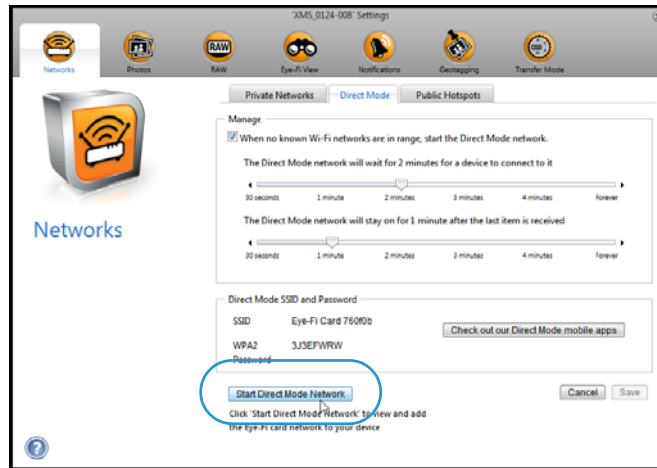 'XMS_0124-008' Settings
Networks Photos RAW Eye-Fi View Notifications Geotagging Transfer Mode
RAW
Private Networks Direct Mode Public Hotspots
Manage
When no known Wi-Fi networks are in range, start the Direct Mode network.
The Direct Mode network will wait for 2 minutes for a device to connect to it
30 seconds 1 minute 2 minutes 3 minutes 4 minutes Forever
The Direct Mode network will stay on for 1 minute after the last item is received
30 seconds 1 minute 2 minutes 3 minutes 4 minutes Forever
Networks
Direct Mode SSID and Password
SSID Eye-Fi Card 760f0b
Check out our Direct Mode mobile apps
WPA2 3J3EFWRW
Password
Start Direct Mode Network
Cancel Save
Click 'Start Direct Mode Network' to view and add
the Eye-Fi card network to your device
?